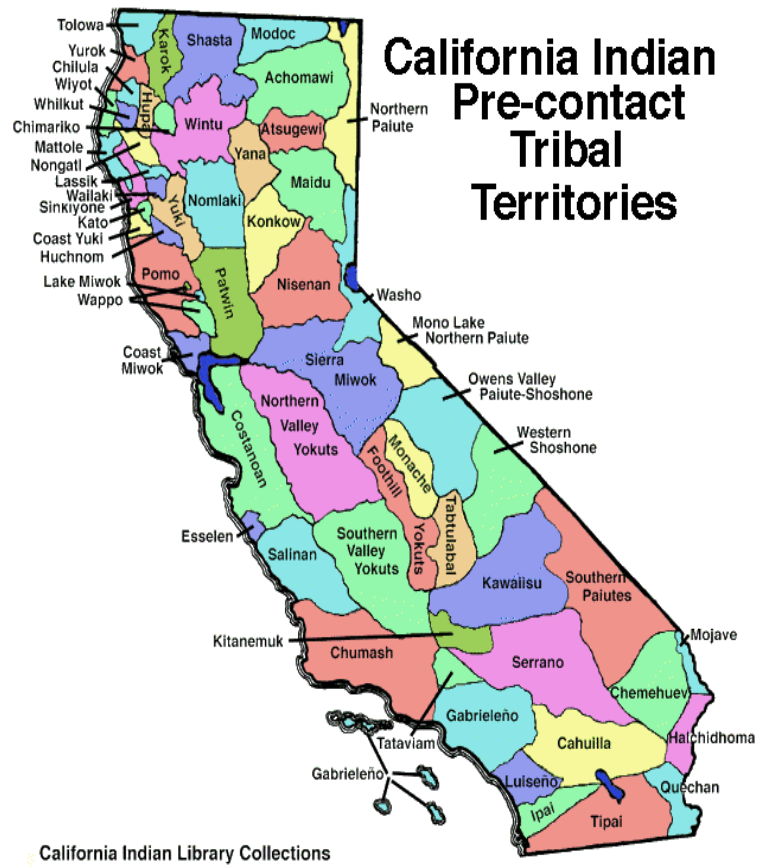 California Indian
Pre-contact
Tribal
Territories
Tolowa
Yurok
Chilula
Wiyot
Whilkut
Chimariko
Mattole
Nongatl
Lassik
Wailaki
Sinkiyone
Kato
Coast Yuki
Huchnom
Lake Miwok
Wappo
Coast
Miwok
Karok
Shasta
Modoc
Achomawi
Northern
Paiute
Hupa
Wintu
Atsugewi
Yana
Maidu
Yuki
Nomlaki
Konkow
Pomo
Patwin
Nisenan
Washo
Mono Lake
Northern Paiute
Sierra
Miwok
Owens Valley
Paiute-Shoshone
Costanoan
Northern
Valley
Yokuts
Foothill
Yokuts
Monache
Western
Shoshone
Tabtulabal
Esselen
Salinan
Southern
Valley
Yokuts
Kawaiisu
Southern
Paiutes
Kitanemuk
Chumash
Serrano
Mojave
Chemehuev
Halchidhoma
Tataviam
Gabrieleño
Cahuilla
Gabrieleño
Luiseño
Quechan
Ipai
Tipai
California Indian Library Collections